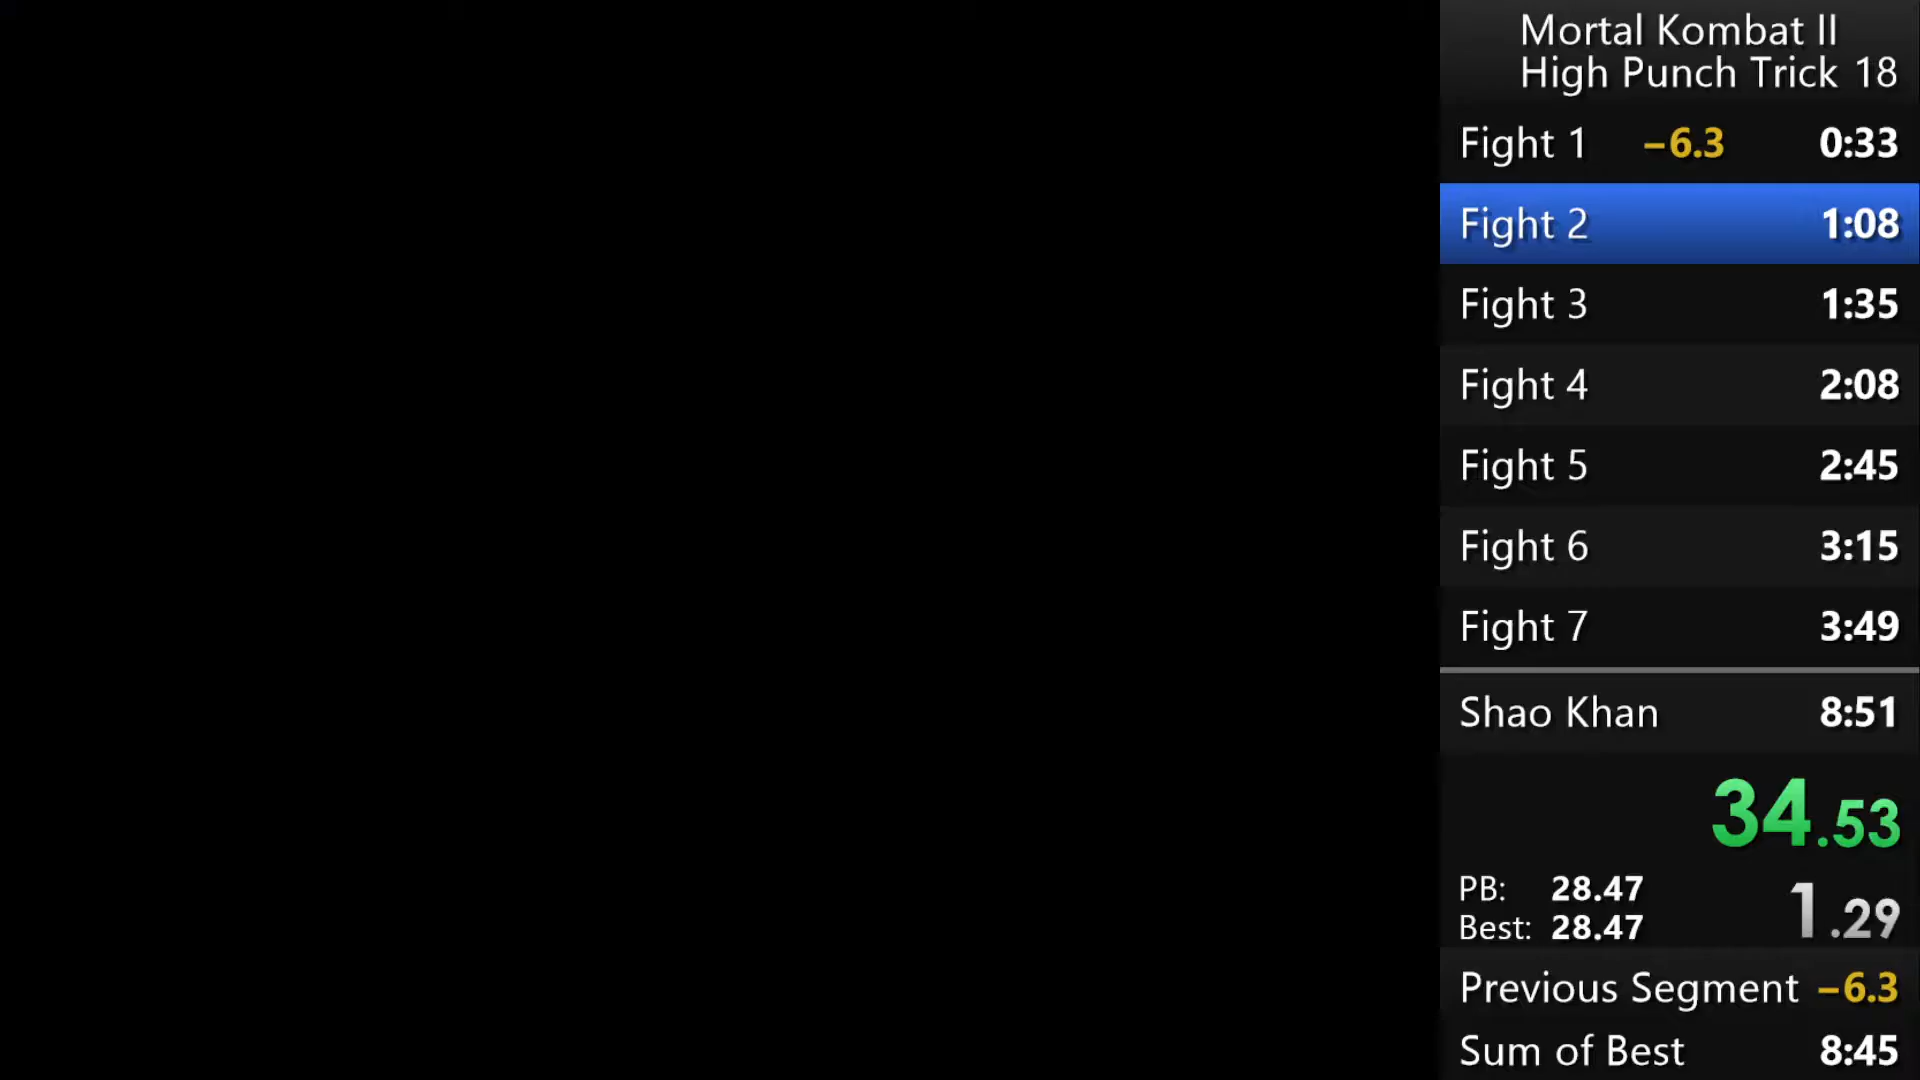 Mortal Kombat II
High Punch Trick 18
Fight 1 −6.3 0:33
Fight 2 1:08
Fight 3 1:35
Fight 4 2:08
Fight 5 2:45
Fight 6 3:15
Fight 7 3:49
Shao Khan 8:51
34.53
PB: 28.47
Best: 28.47
1.29
Previous Segment −6.3
Sum of Best 8:45